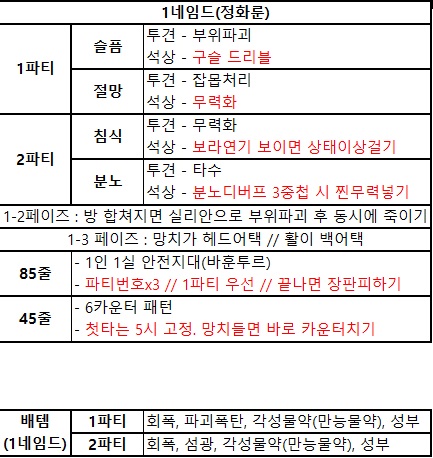 1네임드(정화룬)
1파티
슬픔
투견 - 부위파괴
석상 - 구슬 드리블
절망
투견 - 잡몹처리
석상 - 무력화
2파티
침식
투견 - 무력화
석상 - 보라연기 보이면 상태이상걸기
분노
투견 - 타수
석상 - 분노디버프 3중첩 시 찐무력넣기
1-2페이즈 : 방 합쳐지면 실리안으로 부위파괴 후 동시에 죽이기
1-3 페이즈 : 망치가 헤드어택 // 활이 백어택
85줄
- 1인 1실 안전지대(바훈투르)
- 파티번호x3 // 1파티 우선 // 끝나면 장판피하기
45줄
- 6카운터 패턴
- 첫타는 5시 고정. 망치들면 바로 카운터치기
배템
(1네임드)
1파티
회폭, 파괴폭탄, 각성물약(만능물약), 성부
2파티
회폭, 섬광, 각성물약(만능물약), 성부